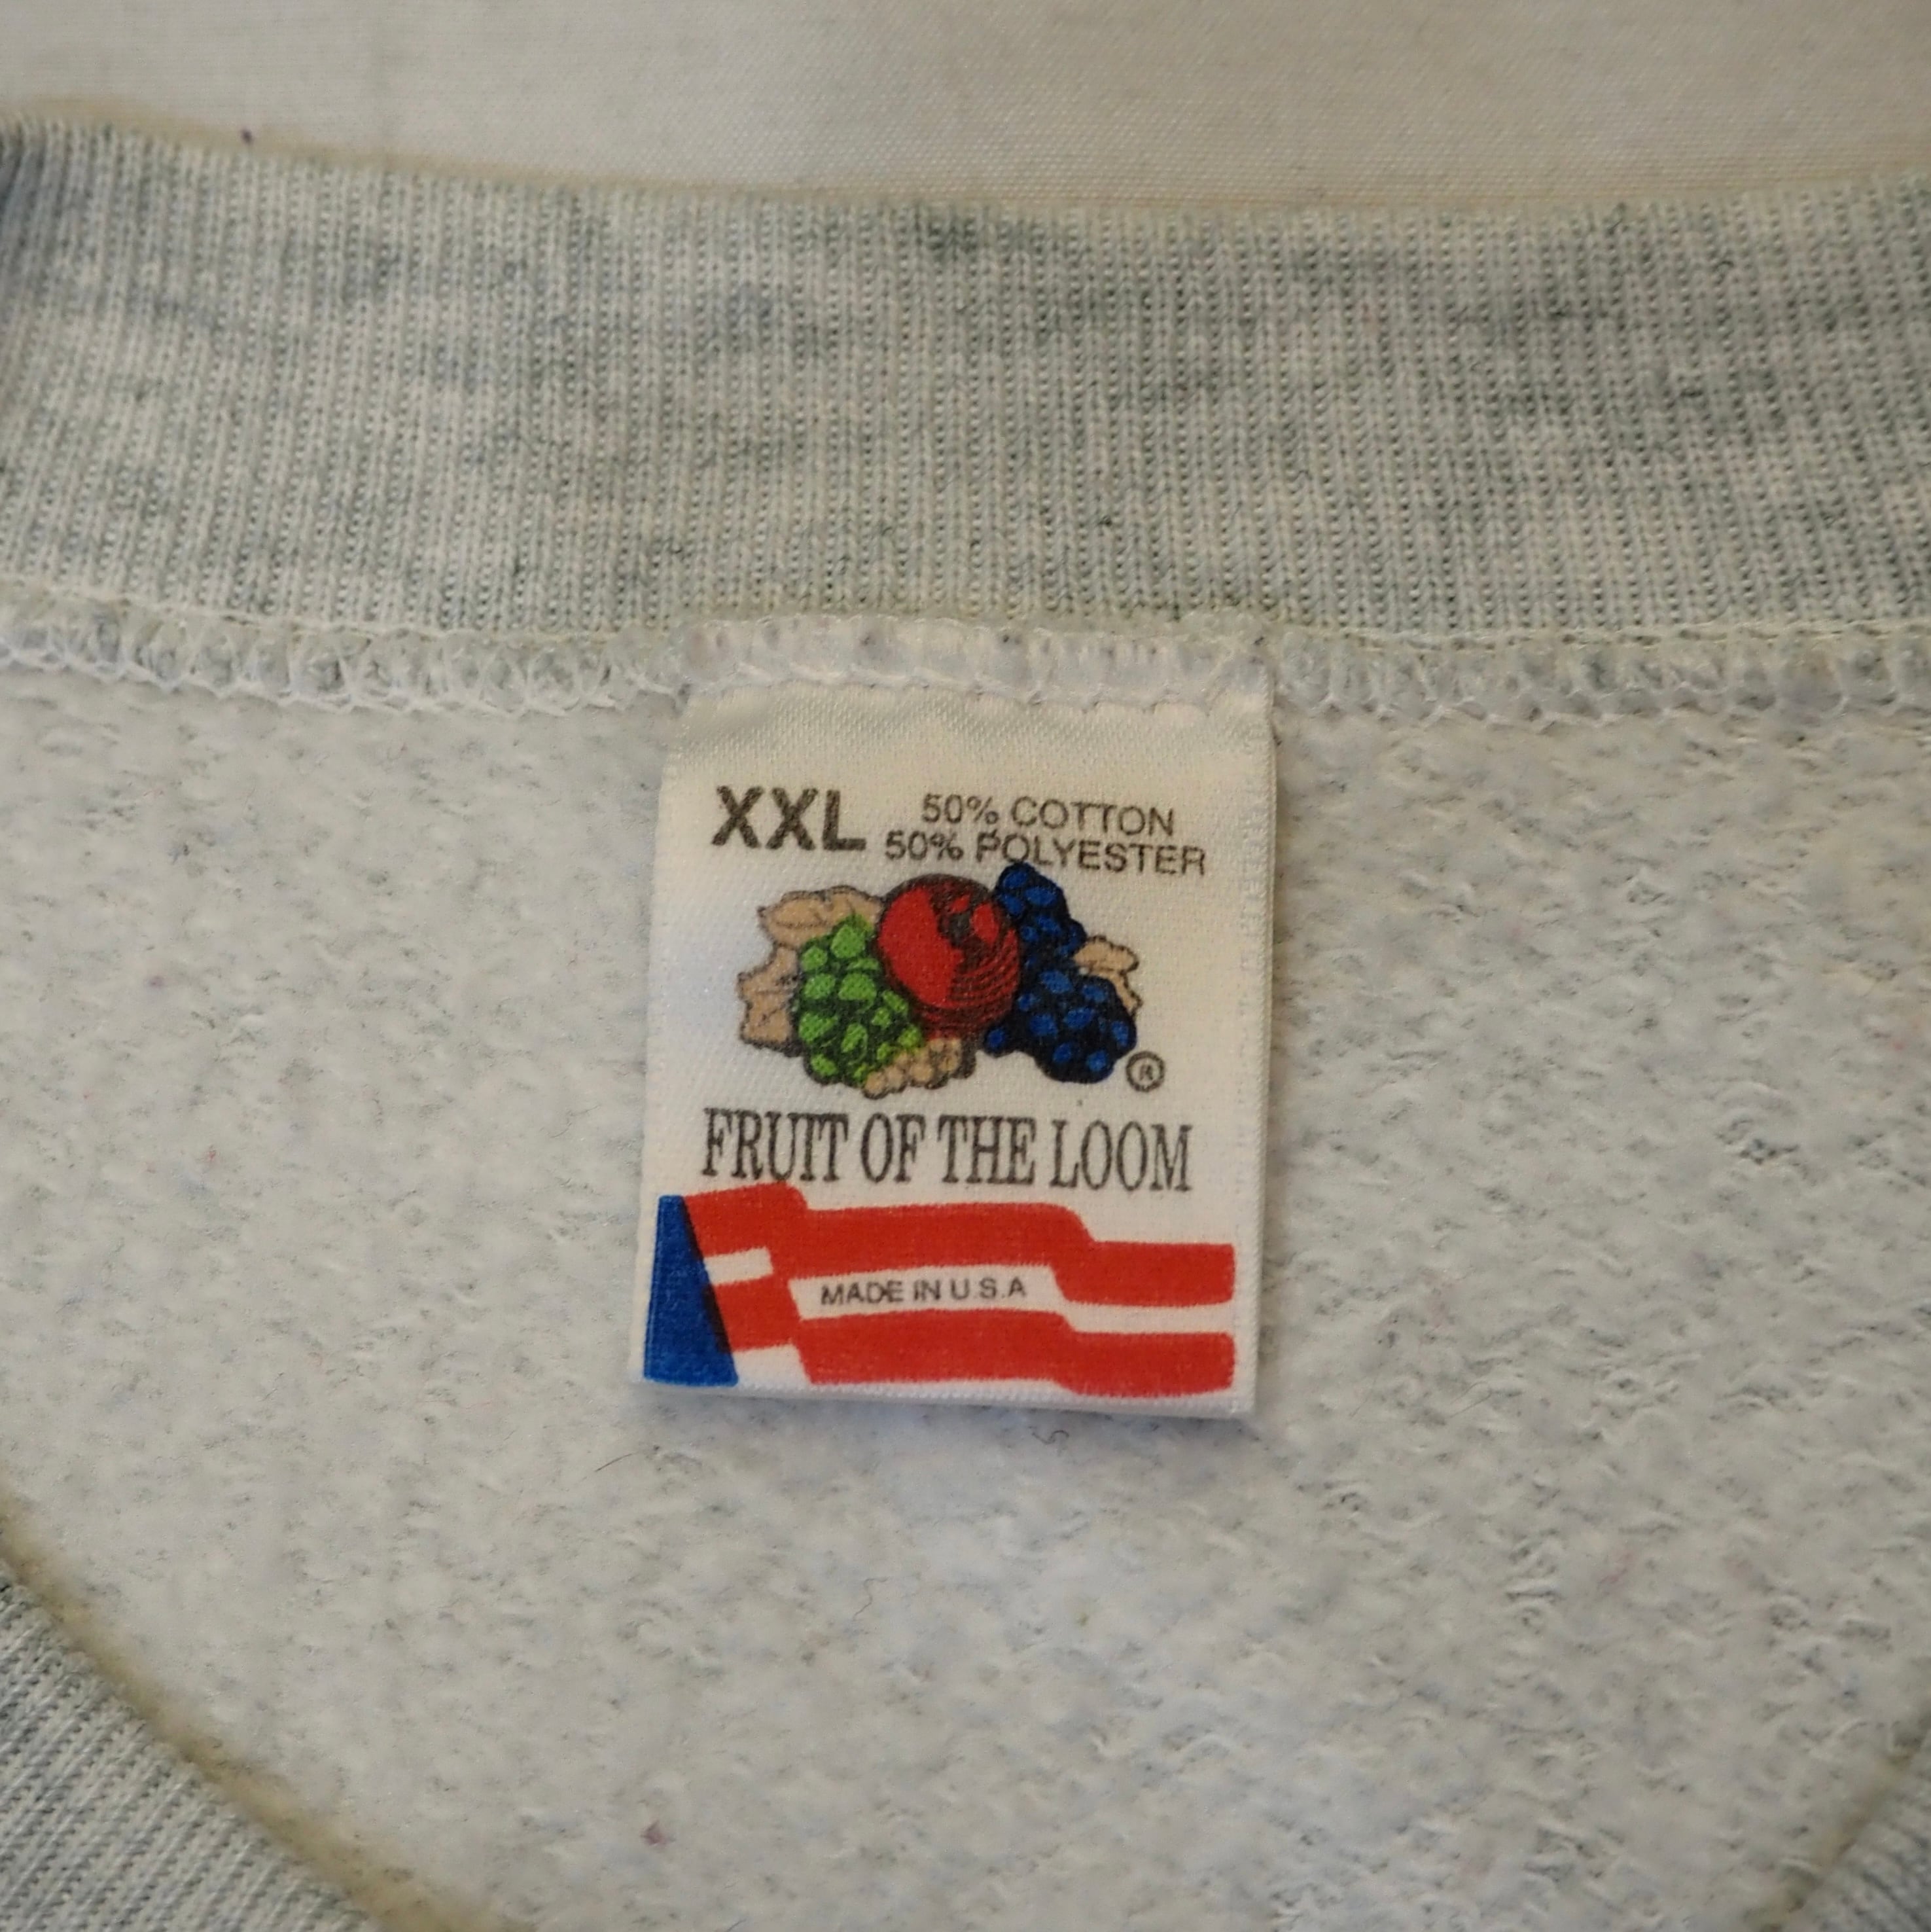 XXL 50% COTTON
50% POLYESTER
®
FRUIT OF THE LOOM
MADE IN U.S.A